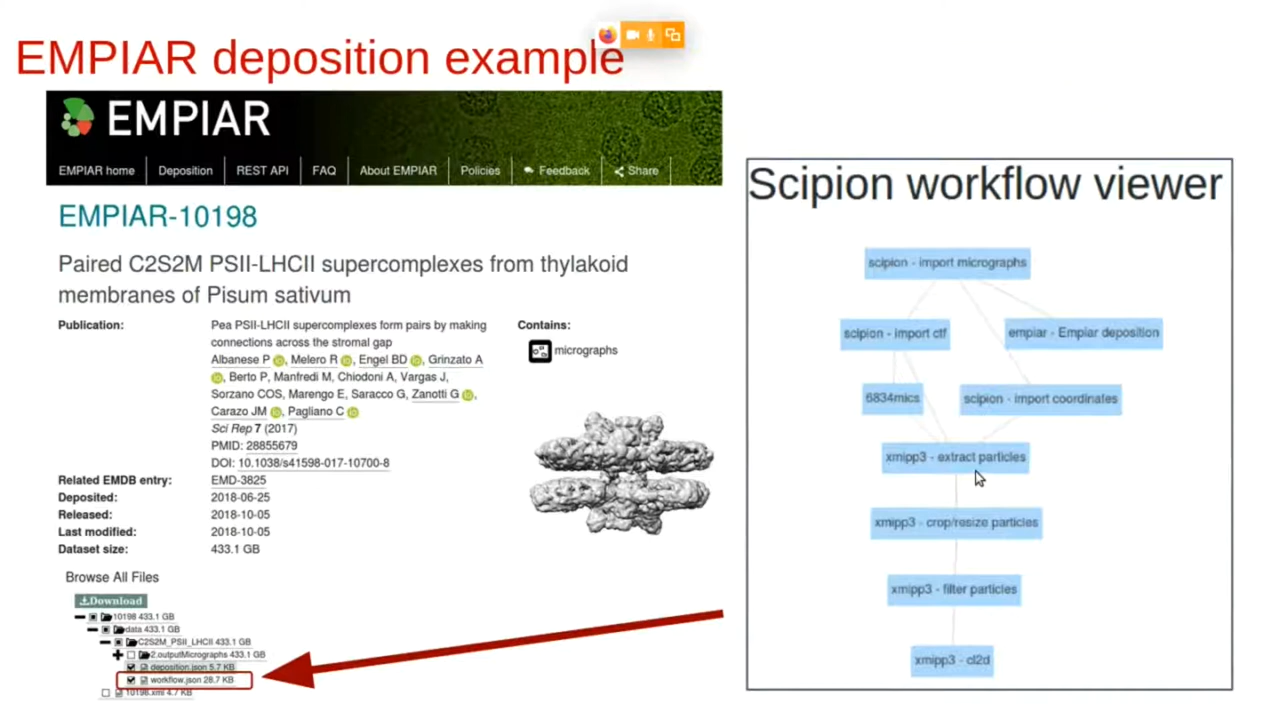 EMPIAR deposition example
EMPIAR
EMPIAR home Deposition REST API FAQ About EMPIAR Policies Feedback Share
EMPIAR-10198
Paired C2S2M PSII-LHCII supercomplexes from thylakoid
membranes of Pisum sativum
Publication: Pea PSII-LHCII supercomplexes form pairs by making
connections across the stromal gap
Albanese P, Melero R, Engel BD, Grinzato A
, Berto P, Manfredi M, Chiodoni A, Vargas J,
Sorzano COS, Marengo E, Saracco G, Zanotti G,
Carazo JM, Pagliano C
Sci Rep 7 (2017)
PMID: 28855679
DOI: 10.1038/s41598-017-10700-8
Related EMDB entry: EMD-3825
Deposited: 2018-06-25
Released: 2018-10-05
Last modified: 2018-10-05
Dataset size: 433.1 GB
Contains:
micrographs
Browse All Files
Download
10198 433.1 GB
data 433.1 GB
C2S2M_PSII_LHCII 433.1 GB
2.outputMicrographs 433.1 GB
deposition.json 5.7 KB
workflow.json 28.7 KB
10198.xml 4.7 KB
Scipion workflow viewer
scipion - import micrographs
scipion - import ctf
empiar - Empiar deposition
6834mics
scipion - import coordinates
xmipp3 - extract particles
xmipp3 - crop/resize particles
xmipp3 - filter particles
xmipp3 - cl2d